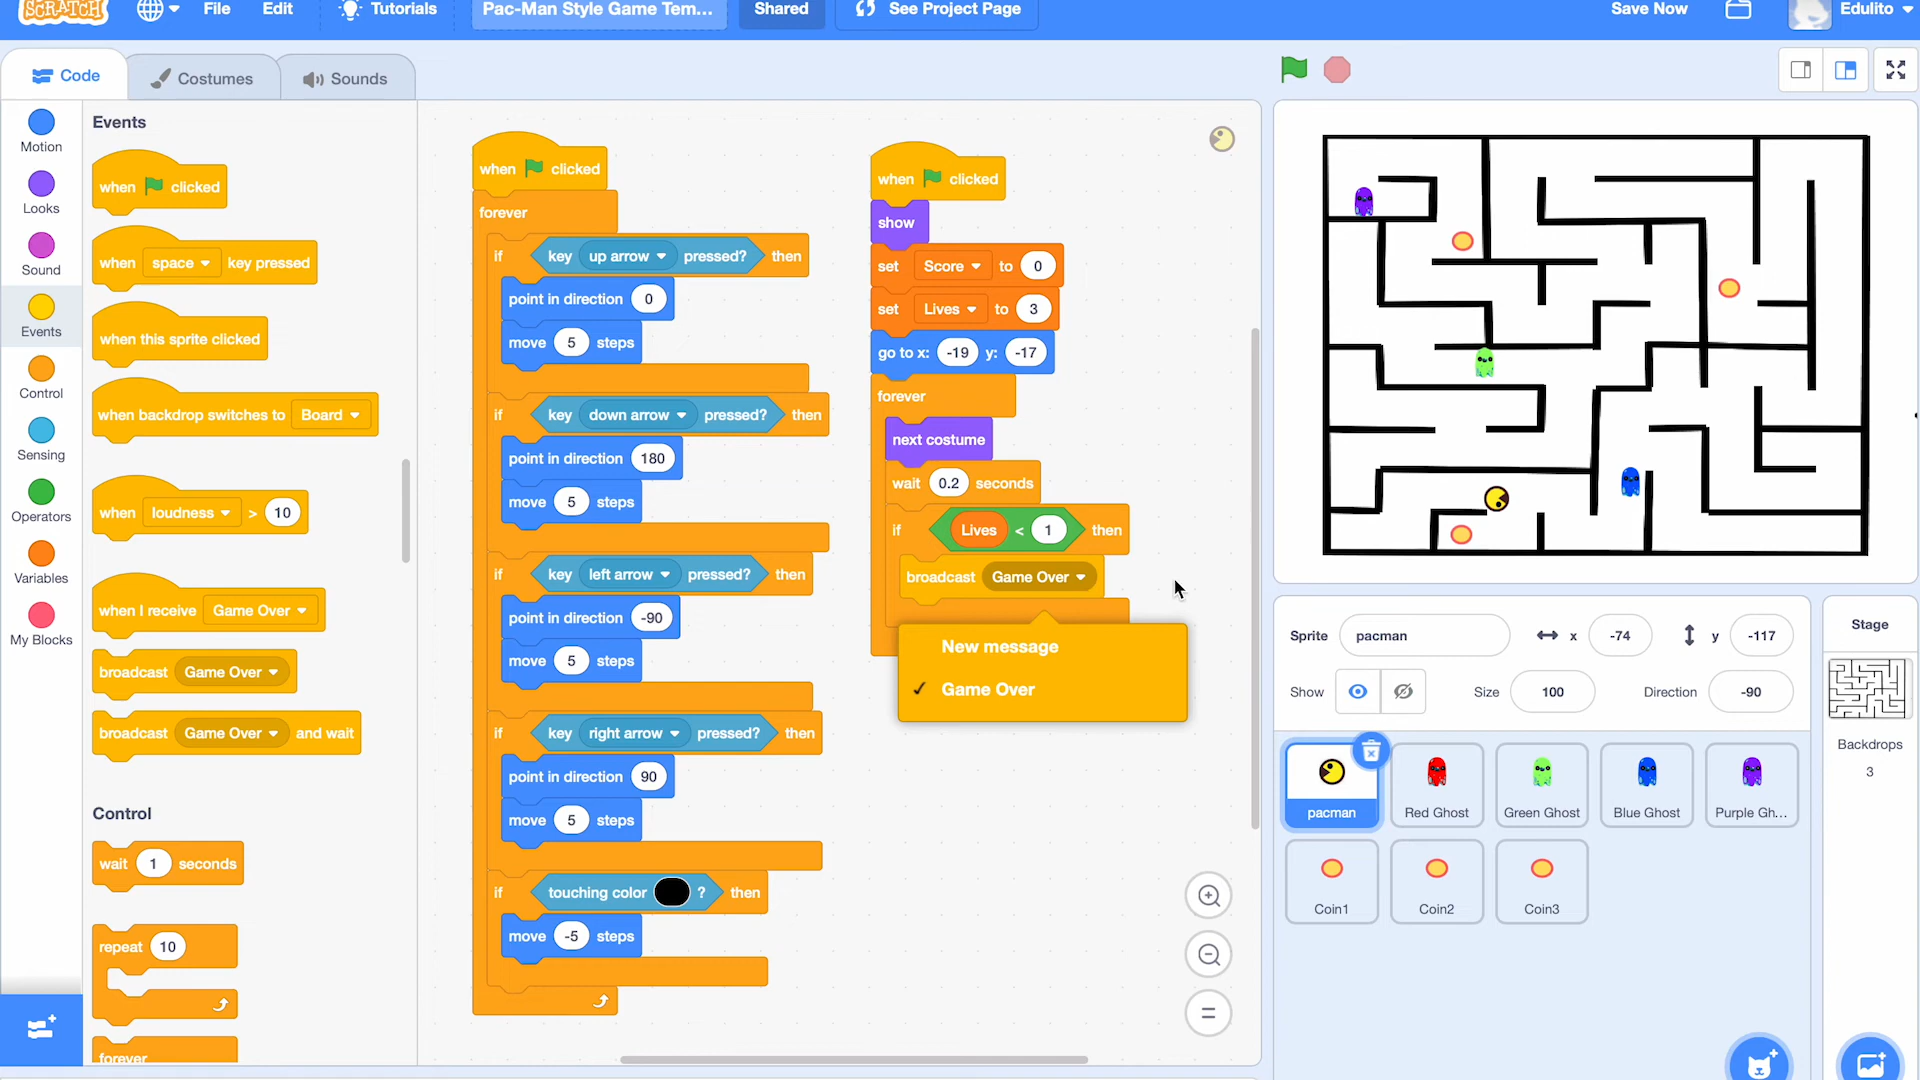 SCRATCH File Edit Tutorials Pac-Man Style Game Tem... Shared See Project Page Save Now Edulito
Code Costumes Sounds
Motion
Looks
Sound
Events
Control
Sensing
Operators
Variables
My Blocks
Events
when clicked
when space key pressed
when this sprite clicked
when backdrop switches to Board
when loudness > 10
when I receive Game Over
broadcast Game Over
broadcast Game Over and wait
Control
wait 1 seconds
repeat 10
forever
when clicked
forever
if key up arrow pressed? then
point in direction 0
move 5 steps
if key down arrow pressed? then
point in direction 180
move 5 steps
if key left arrow pressed? then
point in direction -90
move 5 steps
if key right arrow pressed? then
point in direction 90
move 5 steps
if touching color ? then
move -5 steps
when clicked
show
set Score to 0
set Lives to 3
go to x: -19 y: -17
forever
next costume
wait 0.2 seconds
if Lives < 1 then
broadcast Game Over
New message
✓ Game Over
Sprite pacman x -74 y -117
Show Size 100 Direction -90
pacman Red Ghost Green Ghost Blue Ghost Purple Gh...
Coin1 Coin2 Coin3
Stage
Backdrops
3